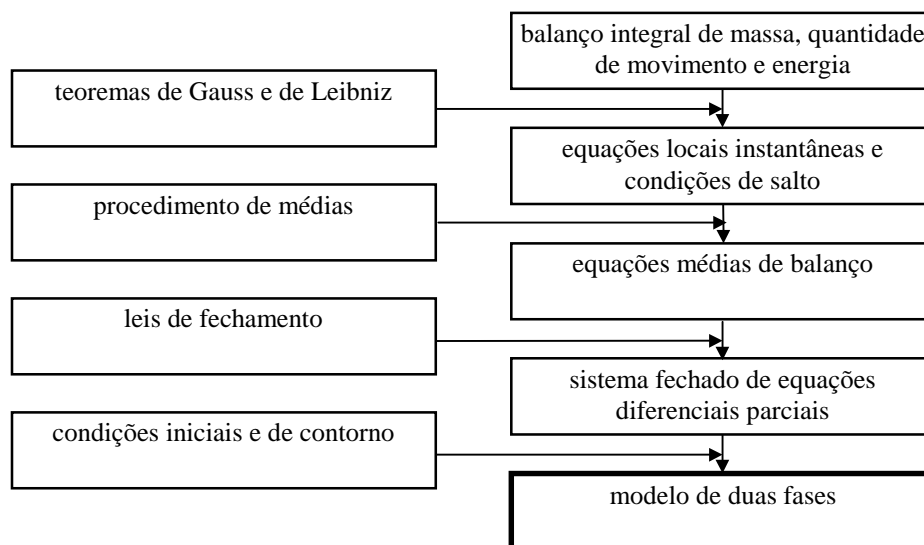 balanço integral de massa, quantidade
de movimento e energia
teoremas de Gauss e de Leibniz
equações locais instantâneas e
condições de salto
procedimento de médias
equações médias de balanço
leis de fechamento
sistema fechado de equações
diferenciais parciais
condições iniciais e de contorno
modelo de duas fases